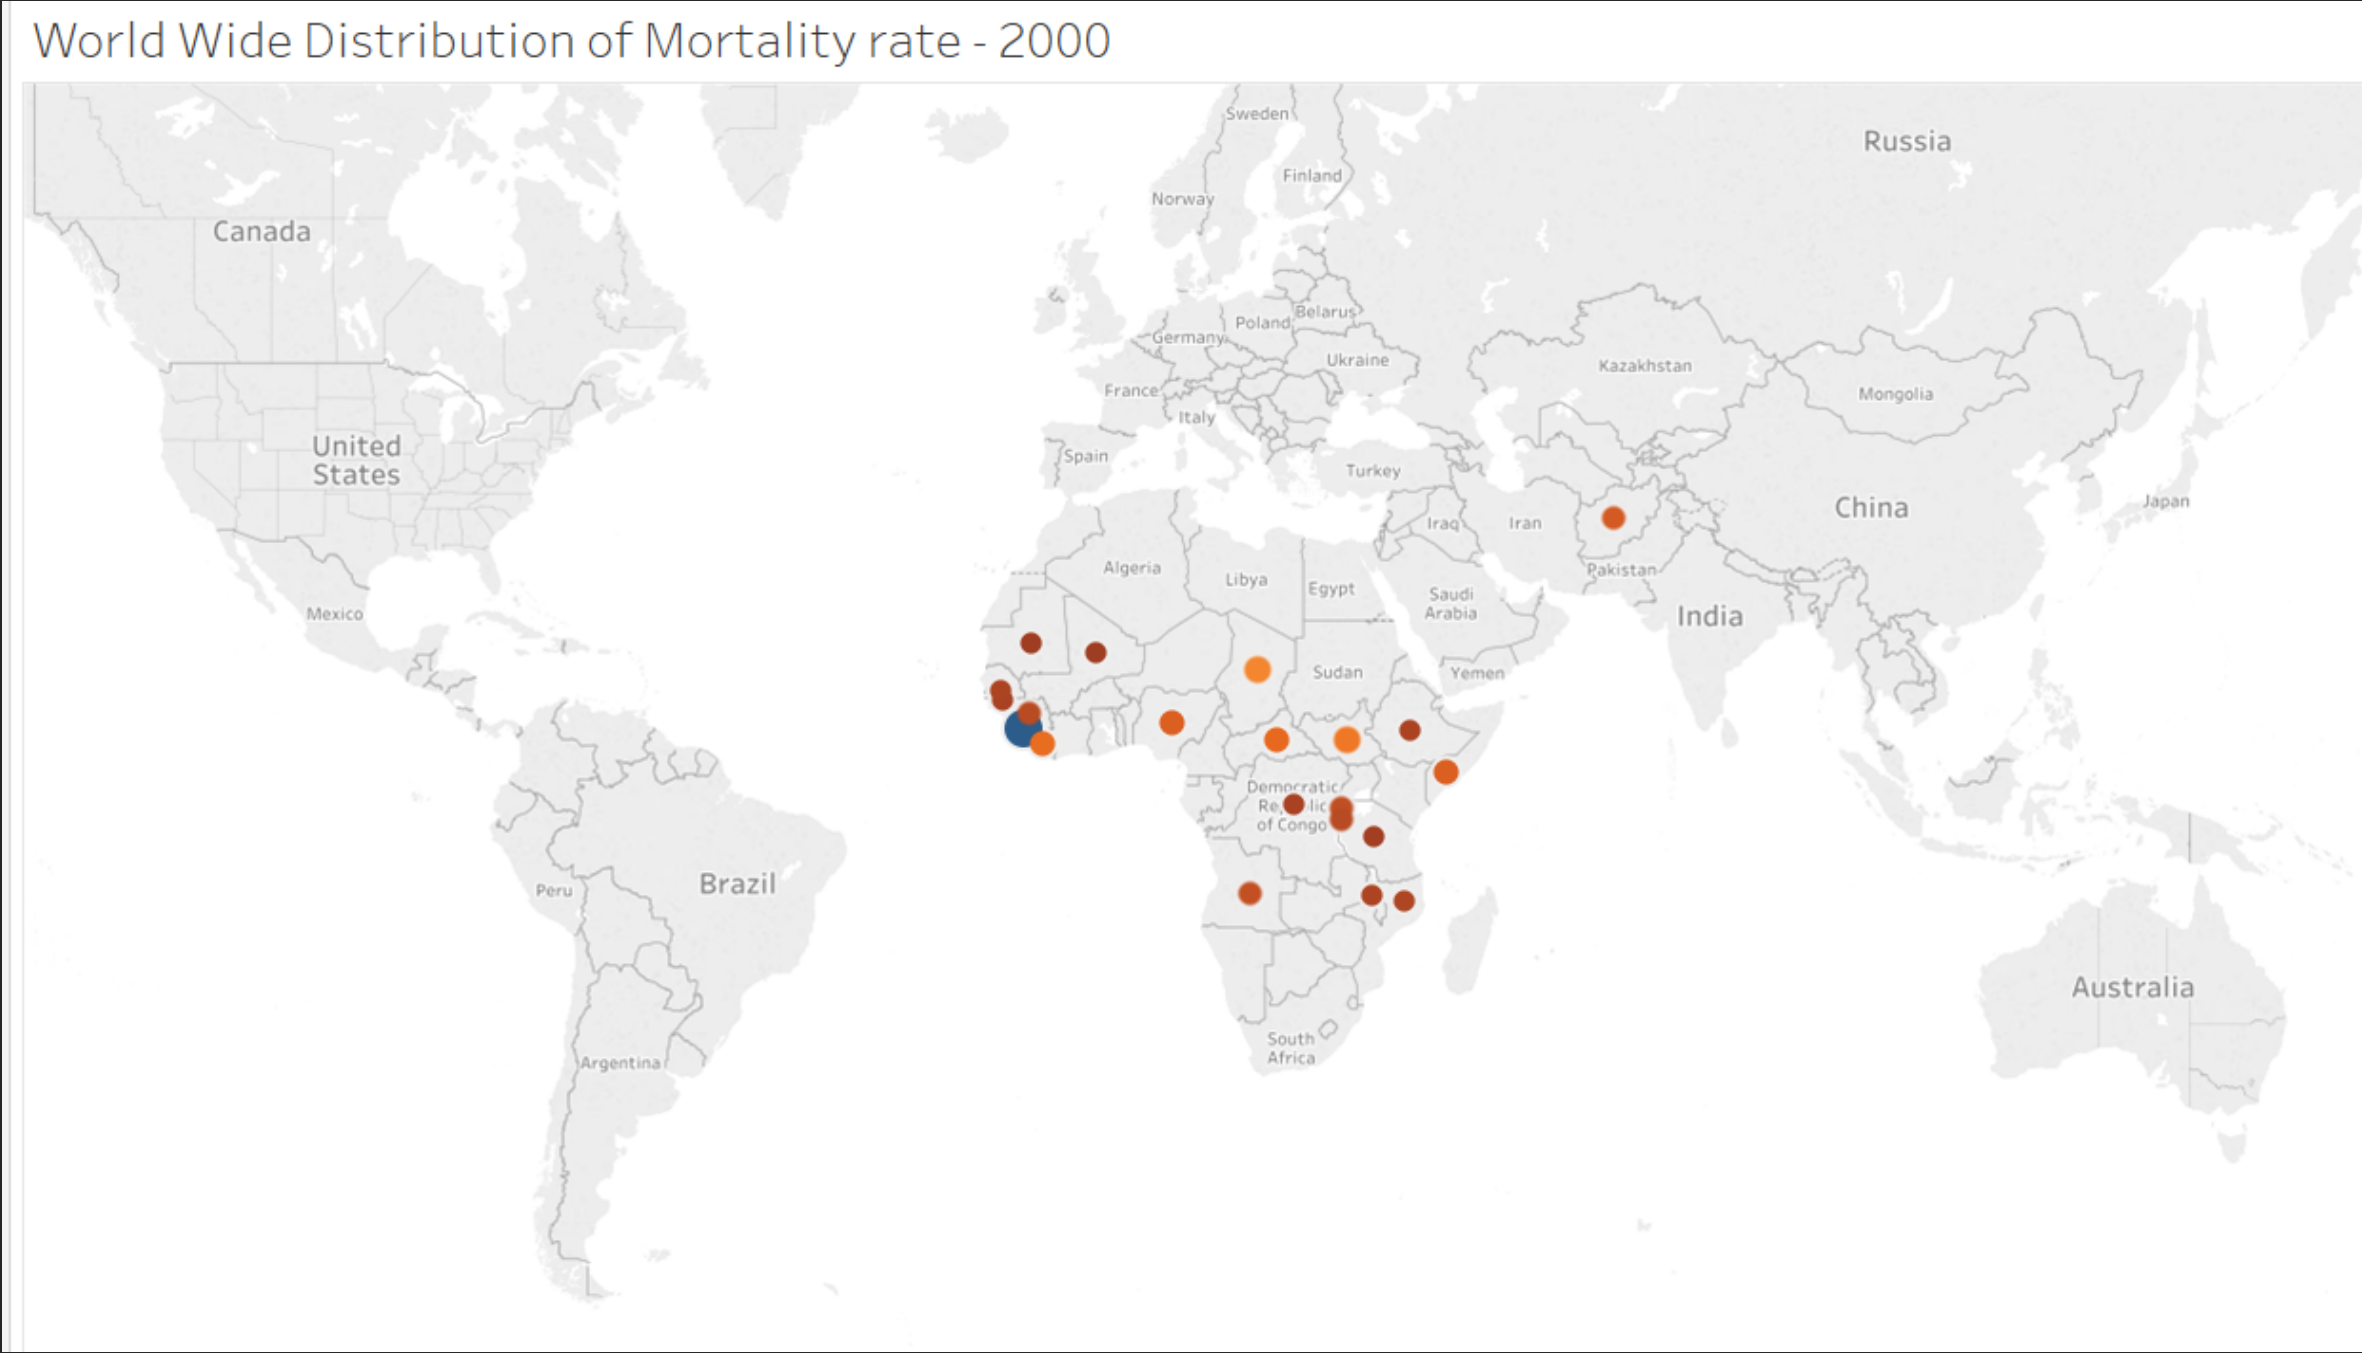 World Wide Distribution of Mortality rate - 2000
Sweden
Russia
Finland
Norway
Canada
Belarus
Poland
Germany
Ukraine
Kazakhstan
France
Mongolia
Italy
United
States
Spain
Turkey
Japan
China
Iraq
Iran
Algeria
Pakistan
Libya
Egypt
Saudi
Arabia
Mexico
India
Sudan
Yemen
Democratic
of Congo
Brazil
Peru
Australia
South
Africa
Argentina